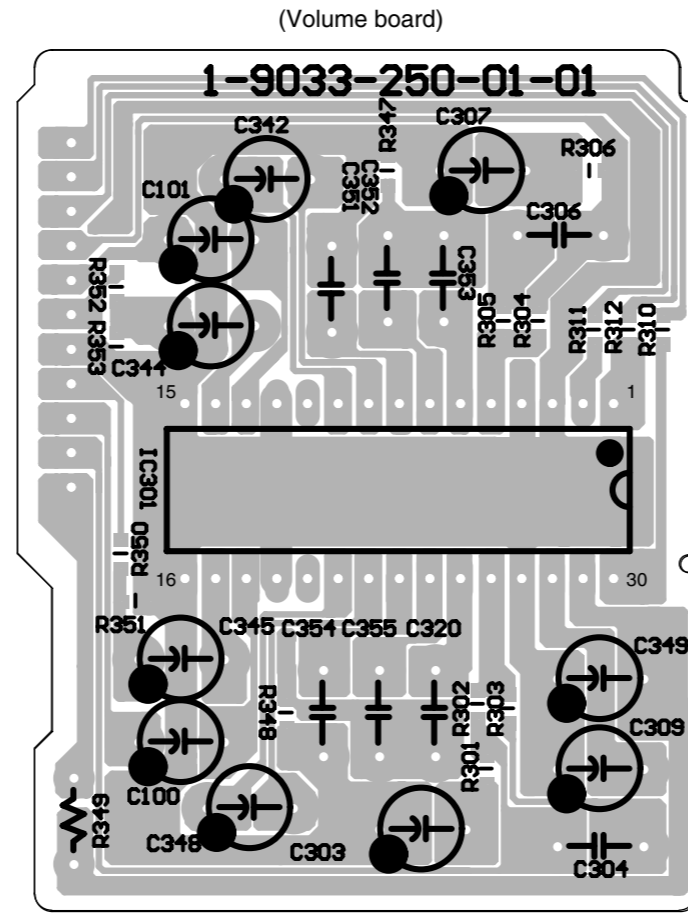 (Volume board)
1-9033-250-01-01
C342
R347
C307
R306
C101
C351
C352
C306
R352
C353
R305
R304
R311
R312
R310
R353
C344
15
1
IC301
R350
16
30
R351
C345
C354
C355
C320
C349
R348
R302
R303
C309
R301
C100
R349
C348
C303
C304